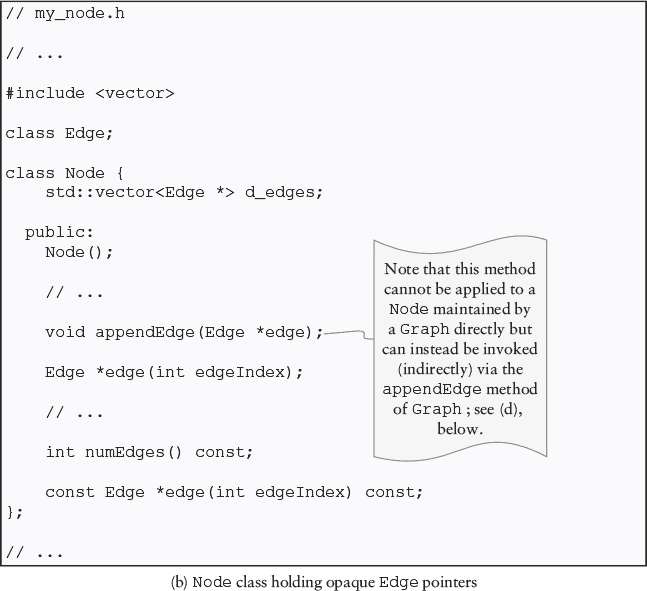 // my_node.h
// ...
#include <vector>
class Edge;
class Node {
    std::vector<Edge *> d_edges;
  public:
    Node();
    // ...
    void appendEdge(Edge *edge);
    Edge *edge(int edgeIndex);
    // ...
    int numEdges() const;
    const Edge *edge(int edgeIndex) const;
};
// ...
Note that this method
cannot be applied to a
Node maintained by
a Graph directly but
can instead be invoked
(indirectly) via the
appendEdge method
of Graph ; see (d),
below.
(b) Node class holding opaque Edge pointers